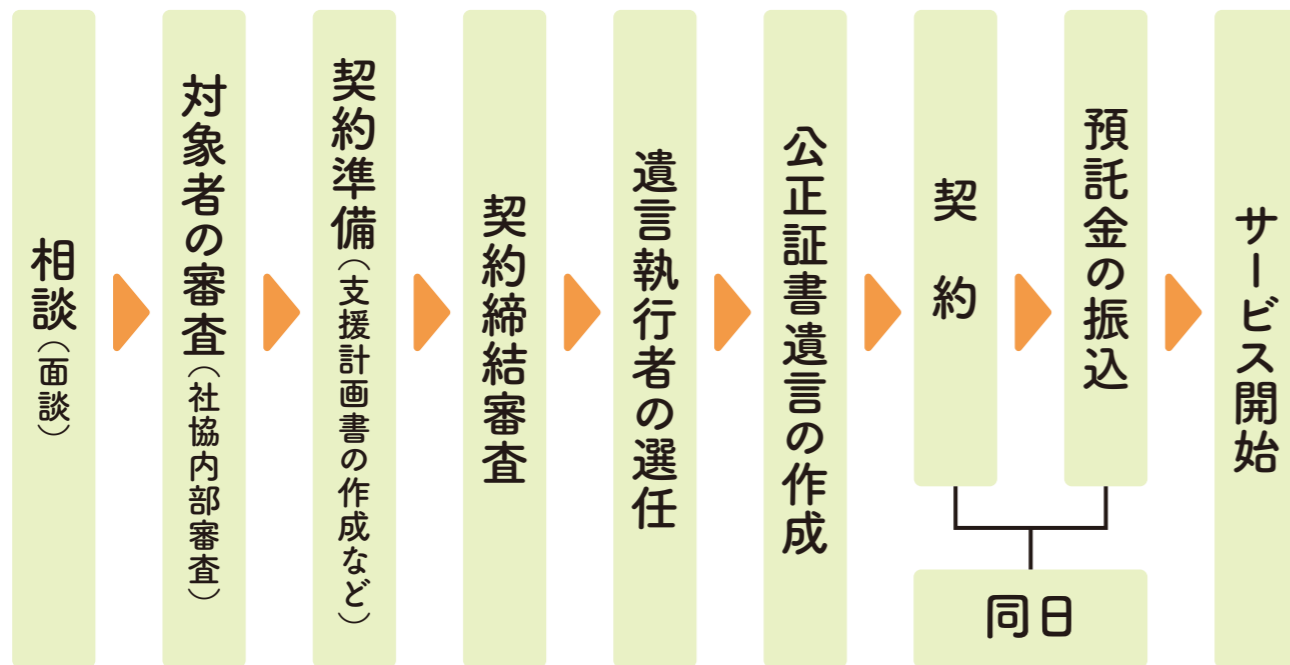 相談（面談）
対象者の審査（社協内部審査）
契約準備（支援計画書の作成など）
契約締結審査
遺言執行者の選任
公正証書遺言の作成
契約
預託金の振込
同日
サービス開始